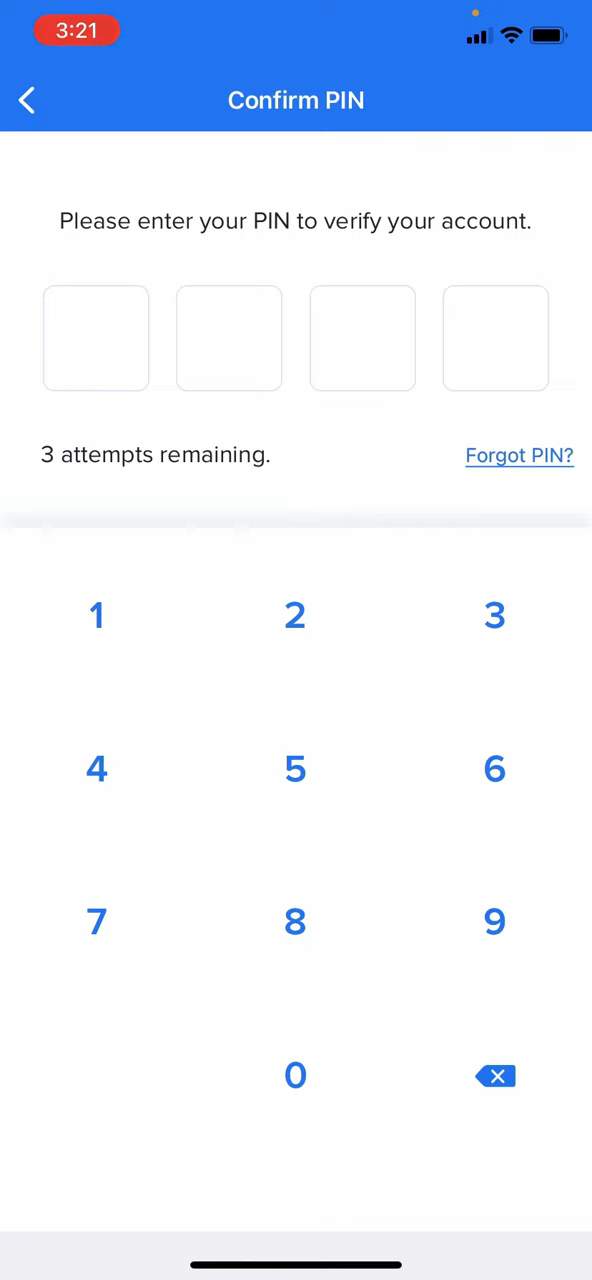 3:21
Confirm PIN
Please enter your PIN to verify your account.
3 attempts remaining. Forgot PIN?
1 2 3
4 5 6
7 8 9
0